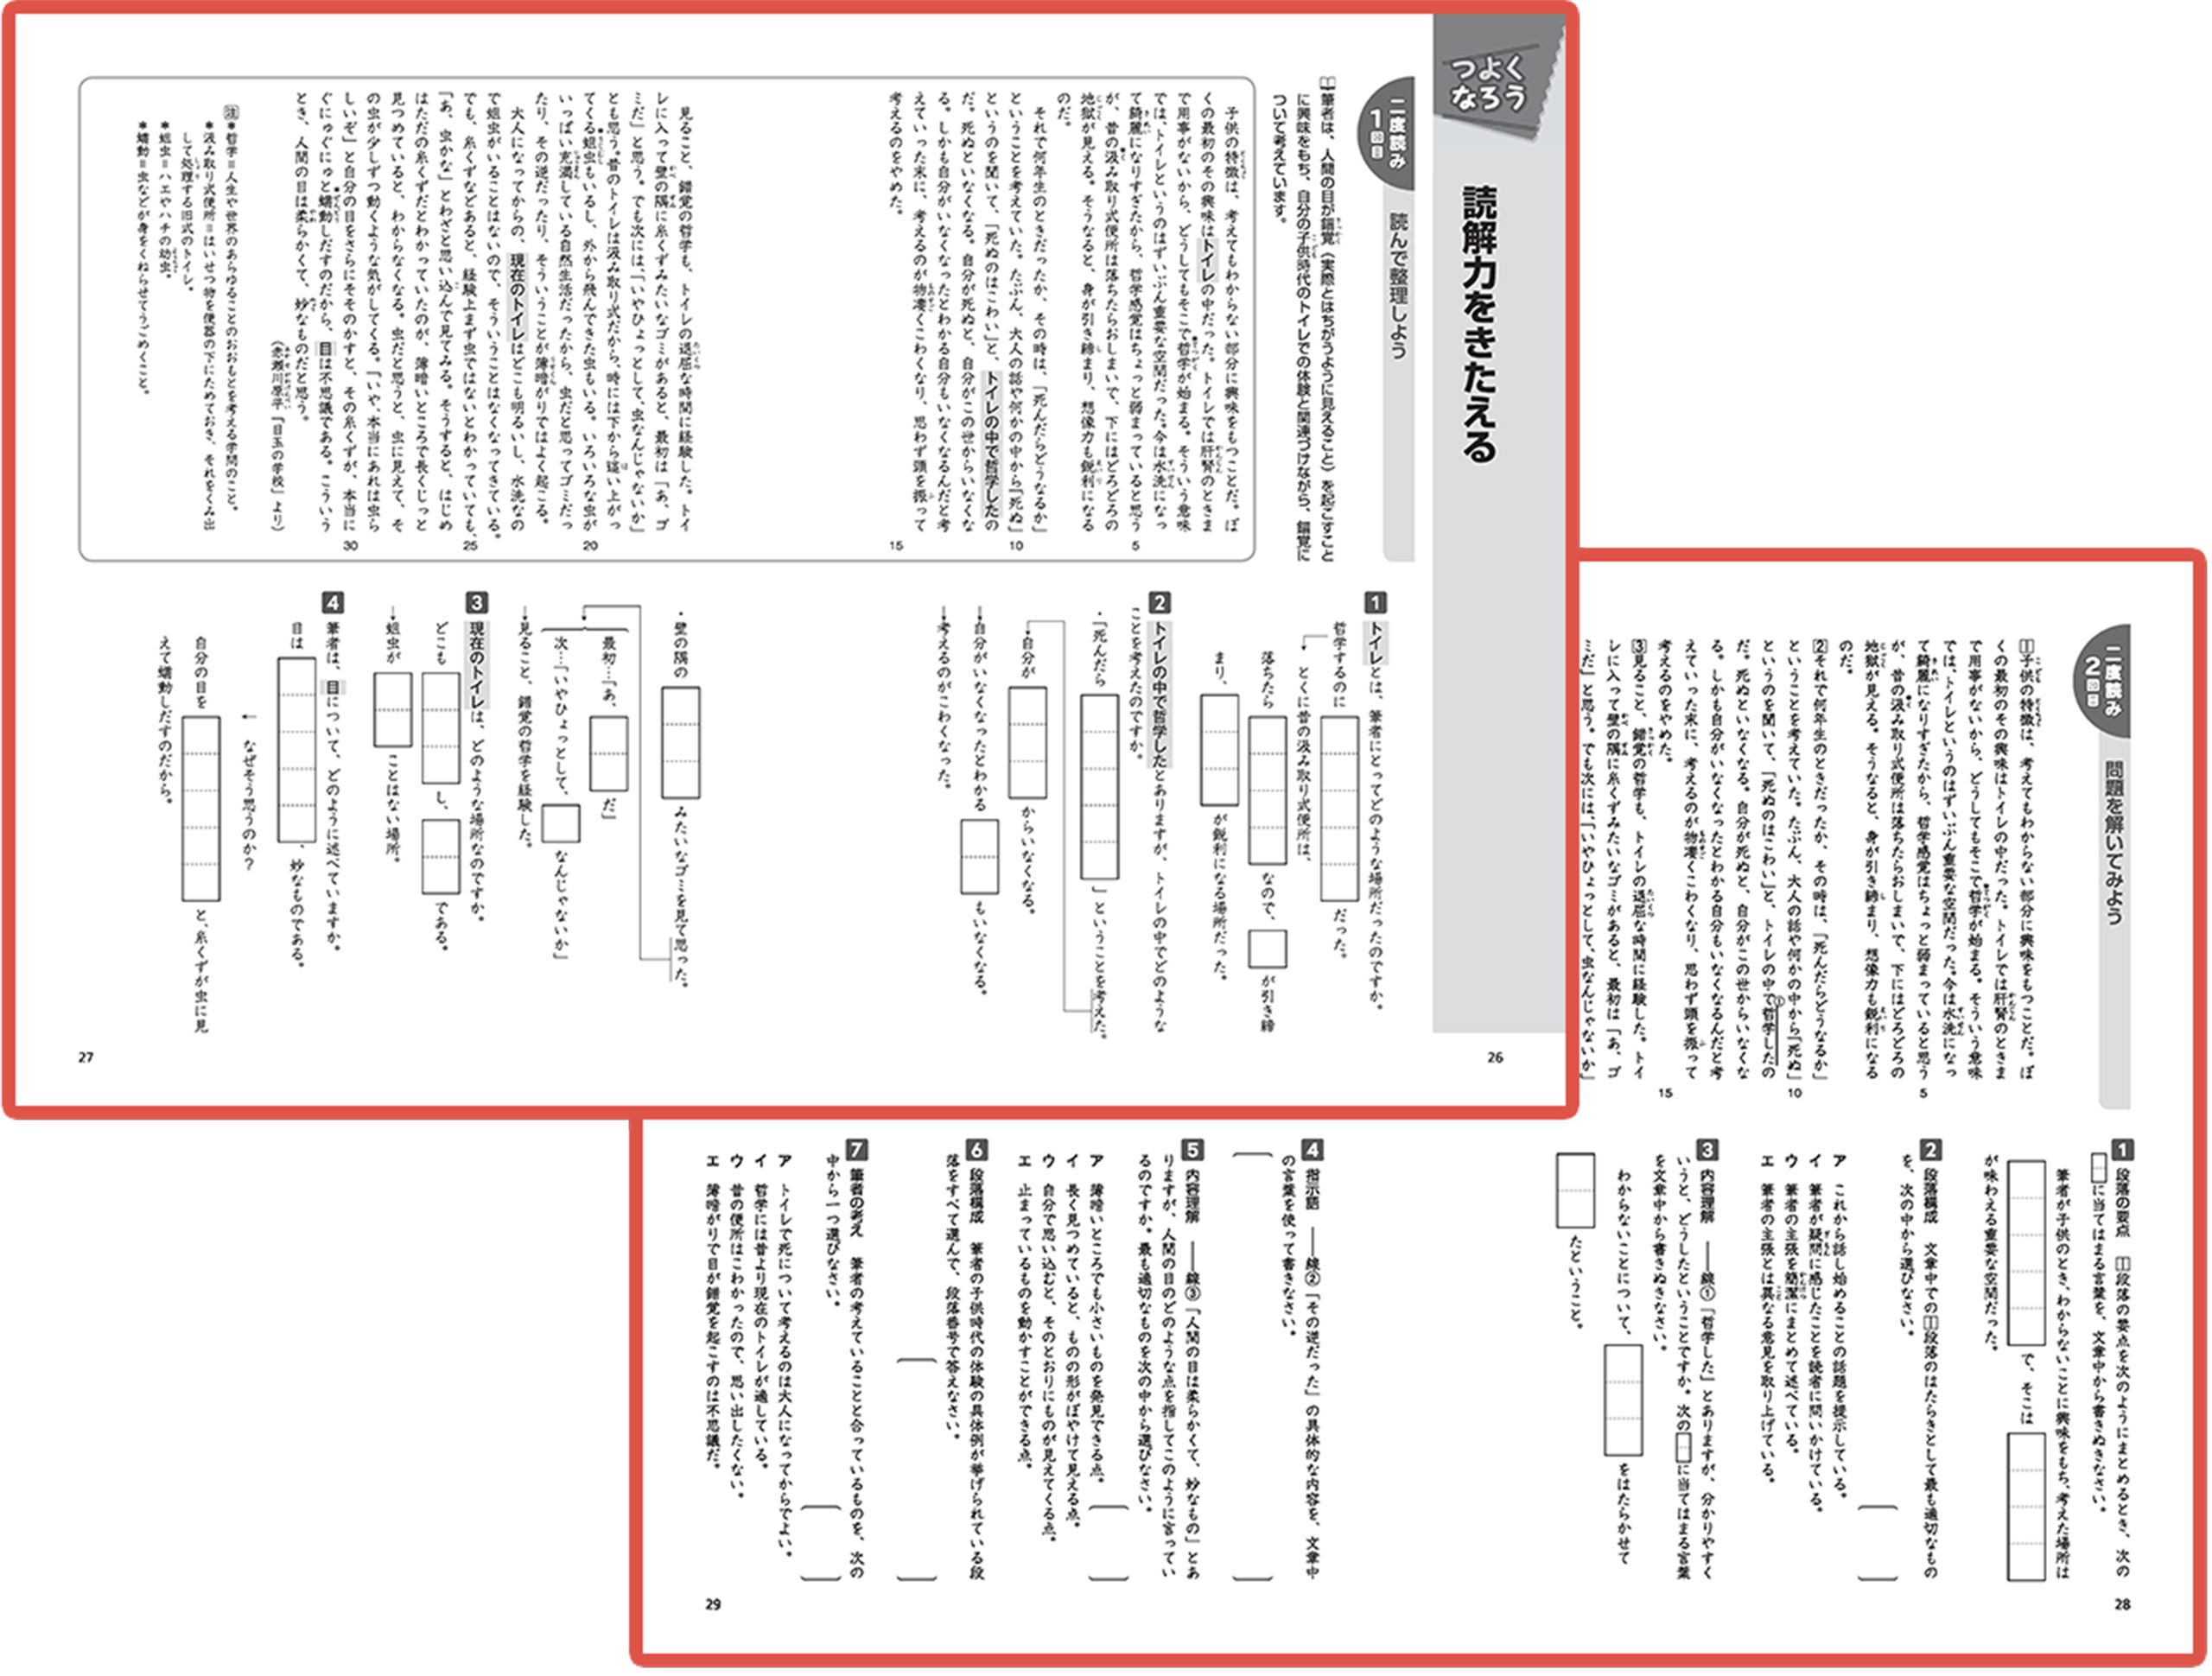 つよく
なろう
読解力をきたえる
二度読み
1回目
読んで整理しよう
筆者は、人間の目が錯覚（実際とはちがうように見えること）を起こすこと
に興味をもち、自分の子供時代のトイレでの体験と関連づけながら、錯覚に
ついて考えています。
子供の特徴は、考えてもわからない部分に興味をもつことだ。ぼ
くの最初のその興味はトイレの中だった。トイレでは肝腎のときま
で用事がないから、どうしてもそこで哲学が始まる。そういう意味
では、トイレというのはずいぶん重要な空間だった。今は水洗になっ
て綺麗になりすぎたから、哲学感覚はちょっと弱まっていると思う
が、昔の汲み取り式便所は落ちたらおしまいで、下にはどろどろの
地獄が見える。そうなると、身が引き締まり、想像力も鋭利になる
のだ。
それで何年生のときだったか、その時は、「死んだらどうなるか」
ということを考えていた。たぶん、大人の話や何かの中から「死ぬ」
というのを聞いて、「死ぬのはこわい」と、トイレの中で哲学したの
だ。死ぬといなくなる。自分が死ぬと、自分がこの世からいなくな
る。しかも自分がいなくなったとわかる自分もいなくなるんだと考
えていった末に、考えるのが物凄くこわくなり、思わず頭を振って
考えるのをやめた。
見ること、錯覚の哲学も、トイレの退屈な時間に経験した。トイ
レに入って壁の隅に糸くずみたいなゴミがあると、最初は「あ、ゴ
ミだ」と思う。でも次には、「いやひょっとして、虫なんじゃないか」
とも思う。昔のトイレは汲み取り式だから、時には下から這い上がっ
てくる蛆虫もいるし、外から飛んできた虫もいる。いろいろな虫が
いっぱい充満している自然生活だったから、虫だと思ってゴミだっ
たり、その逆だったり、そういうことが薄暗がりではよく起こる。
大人になってからの、現在のトイレはどこも明るいし、水洗なの
で蛆虫がいることはないので、そういうことはなくなってきている。
でも、糸くずなどあると、経験上まず虫ではないとわかっていても、
「あ、虫かな」とわざと思い込んで見てみる。そうすると、はじめ
はただの糸くずだとわかっていたのが、薄暗いところで長くじっと
見つめていると、わからなくなる。虫だと思うと、虫に見えて、そ
の虫が少しずつ動くような気がしてくる。「いや、本当にあれは虫ら
しいぞ」と自分の目をさらにそそのかすと、その糸くずが、本当に
ぐにゅぐにゅと蠕動しだすのだから、目は不思議である。こういう
とき、人間の目は柔らかくて、妙なものだと思う。
（赤瀬川原平「目玉の学校」より）
注 ＊哲学＝人生や世界のあらゆることのおおもとを考える学問のこと。
＊汲み取り式便所＝はいせつ物を便器の下にためておき、それをくみ出
して処理する旧式のトイレ。
＊蛆虫＝ハエやハチの幼虫。
＊蠕動＝虫などが身をくねらせてうごめくこと。
5
10
15
20
25
30
1 トイレとは、筆者にとってどのような場所だったのですか。
哲学するのに だった。
→ とくに昔の汲み取り式便所は、
落ちたら なので、 が引き締
まり、 が鋭利になる場所だった。
2 トイレの中で哲学したとありますが、トイレの中でどのような
ことを考えたのですか。
・「死んだら 」ということを考えた。
→自分が からいなくなる。
→自分がいなくなったとわかる もいなくなる。
→考えるのがこわくなった。
・壁の隅の みたいなゴミを見て思った。
最初…「あ、 だ」
次…「いやひょっとして、 なんじゃないか」
→見ること、錯覚の哲学を経験した。
3 現在のトイレは、どのような場所なのですか。
どこも し、 である。
→蛆虫が ことはない場所。
4 筆者は、目について、どのように述べていますか。
目は 、妙なものである。
← なぜそう思うのか？
自分の目を と、糸くずが虫に見
えて蠕動しだすのだから。
26
27
二度読み
2回目
問題を解いてみよう
1子供の特徴は、考えてもわからない部分に興味をもつことだ。ぼ
くの最初のその興味はトイレの中だった。トイレでは肝腎のときま
で用事がないから、どうしてもそこで哲学が始まる。そういう意味
では、トイレというのはずいぶん重要な空間だった。今は水洗になっ
て綺麗になりすぎたから、哲学感覚はちょっと弱まっていると思う
が、昔の汲み取り式便所は落ちたらおしまいで、下にはどろどろの
地獄が見える。そうなると、身が引き締まり、想像力も鋭利になる
のだ。
2それで何年生のときだったか、その時は、「死んだらどうなるか」
ということを考えていた。たぶん、大人の話や何かの中から「死ぬ」
というのを聞いて、「死ぬのはこわい」と、トイレの中で①哲学したの
だ。死ぬといなくなる。自分が死ぬと、自分がこの世からいなくな
る。しかも自分がいなくなったとわかる自分もいなくなるんだと考
えていった末に、考えるのが物凄くこわくなり、思わず頭を振って
考えるのをやめた。
3見ること、錯覚の哲学も、トイレの退屈な時間に経験した。トイ
レに入って壁の隅に糸くずみたいなゴミがあると、最初は「あ、ゴ
ミだ」と思う。でも次には、「いやひょっとして、虫なんじゃないか」
5
10
15
1 段落の要点 1段落の要点を次のようにまとめるとき、次の
に当てはまる言葉を、文章中から書きぬきなさい。
筆者が子供のとき、わからないことに興味をもち、考えた場所は
で、そこは
が味わえる重要な空間だった。
2 段落構成 文章中での1段落のはたらきとして最も適切なもの
を、次の中から選びなさい。
ア これから話し始めることの話題を提示している。
イ 筆者が疑問に感じたことを読者に問いかけている。
ウ 筆者の主張を簡潔にまとめて述べている。
エ 筆者の主張とは異なる意見を取り上げている。
3 内容理解 ――線①「哲学した」とありますが、分かりやすく
いうと、どうしたということですか。次の に当てはまる言葉
を文章中から書きぬきなさい。
わからないことについて、 をはたらかせて
たということ。
4 指示語 ――線②「その逆だった」の具体的な内容を、文章中
の言葉を使って書きなさい。
5 内容理解 ――線③「人間の目は柔らかくて、妙なもの」とあ
りますが、人間の目のどのような点を指してこのように言ってい
るのですか。最も適切なものを次の中から選びなさい。
ア 薄暗いところでも小さいものを発見できる点。
イ 長く見つめていると、ものの形がぼやけて見える点。
ウ 自分で思い込むと、そのとおりにものが見えてくる点。
エ 止まっているものを動かすことができる点。
6 段落構成 筆者の子供時代の体験の具体例が挙げられている段
落をすべて選んで、段落番号で答えなさい。
7 筆者の考え 筆者の考えていることと合っているものを、次の
中から一つ選びなさい。
ア トイレで死について考えるのは大人になってからでよい。
イ 哲学には昔より現在のトイレが適している。
ウ 昔の便所はこわかったので、思い出したくない。
エ 薄暗がりで目が錯覚を起こすのは不思議だ。
28
29